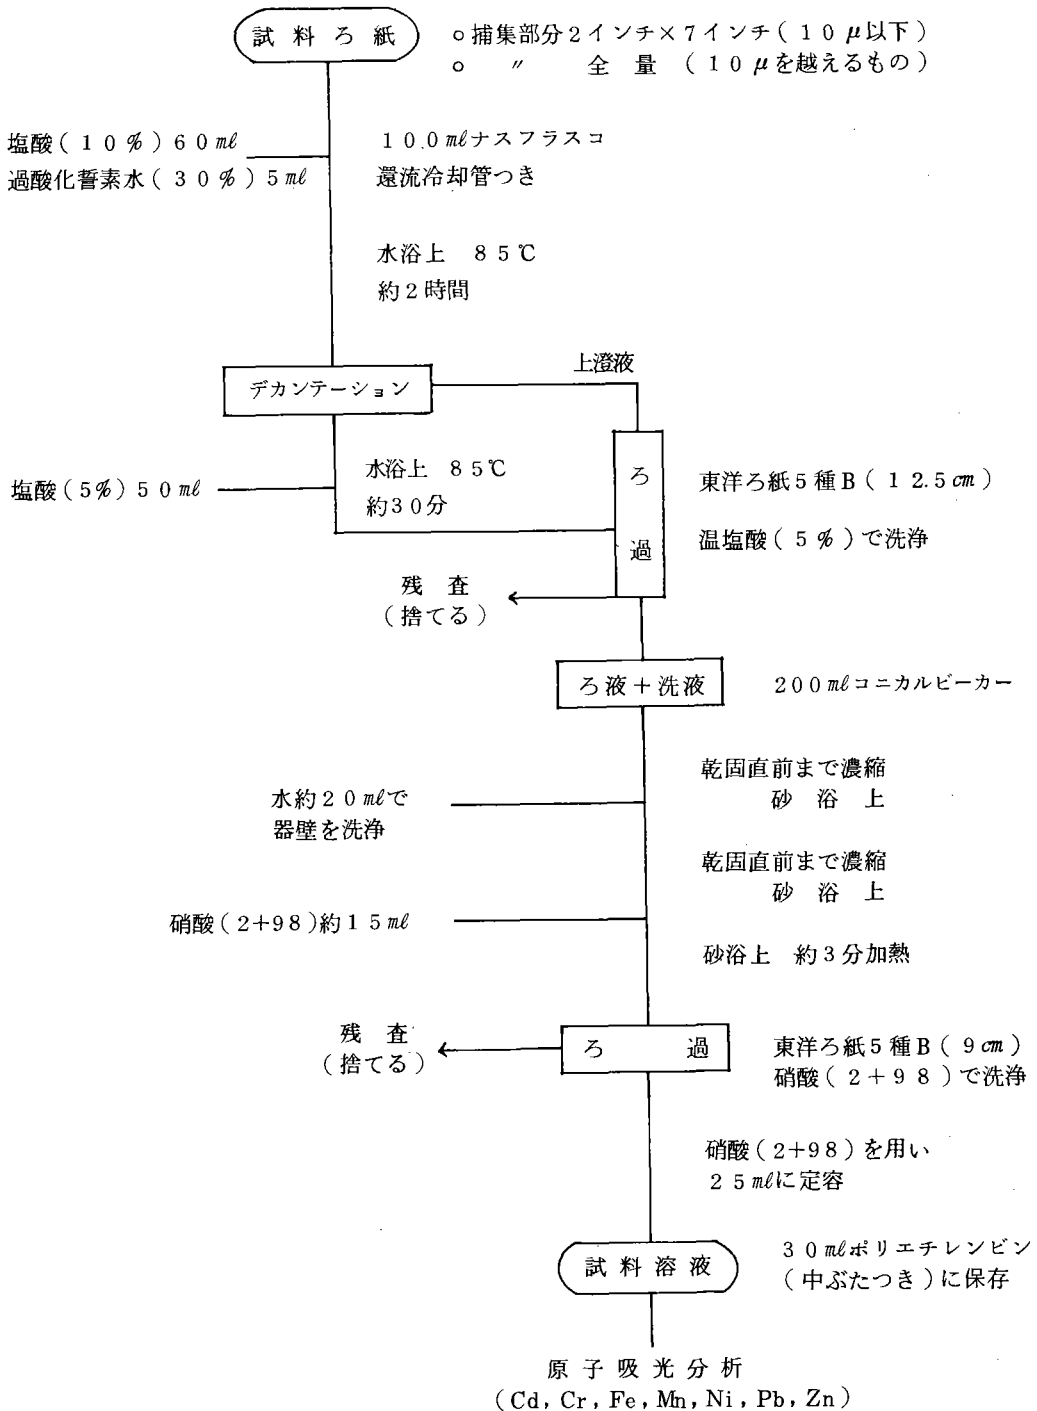 試料ろ紙
○捕集部分2インチ×7インチ(10μ以下)
○ 〃 全量 (10μを越えるもの)
塩酸(10%)60㎖
過酸化誓素水(30%)5㎖
10.0㎖ナスフラスコ
還流冷却管つき
水浴上 85℃
約2時間
デカンテーション
上澄液
塩酸(5%)50㎖
水浴上 85℃
約30分
ろ過
東洋ろ紙5種B(12.5㎝)
温塩酸(5%)で洗浄
残査
(捨てる)
ろ液+洗液
200㎖コニカルビーカー
乾固直前まで濃縮
砂浴上
水約20㎖で
器壁を洗浄
乾固直前まで濃縮
砂浴上
硝酸(2+98)約15㎖
砂浴上 約3分加熱
残査
(捨てる)
ろ過
東洋ろ紙5種B(9㎝)
硝酸(2+98)で洗浄
硝酸(2+98)を用い
25㎖に定容
試料溶液
30㎖ポリエチレンビン
(中ぶたつき)に保存
原子吸光分析
(Cd, Cr, Fe, Mn, Ni, Pb, Zn)